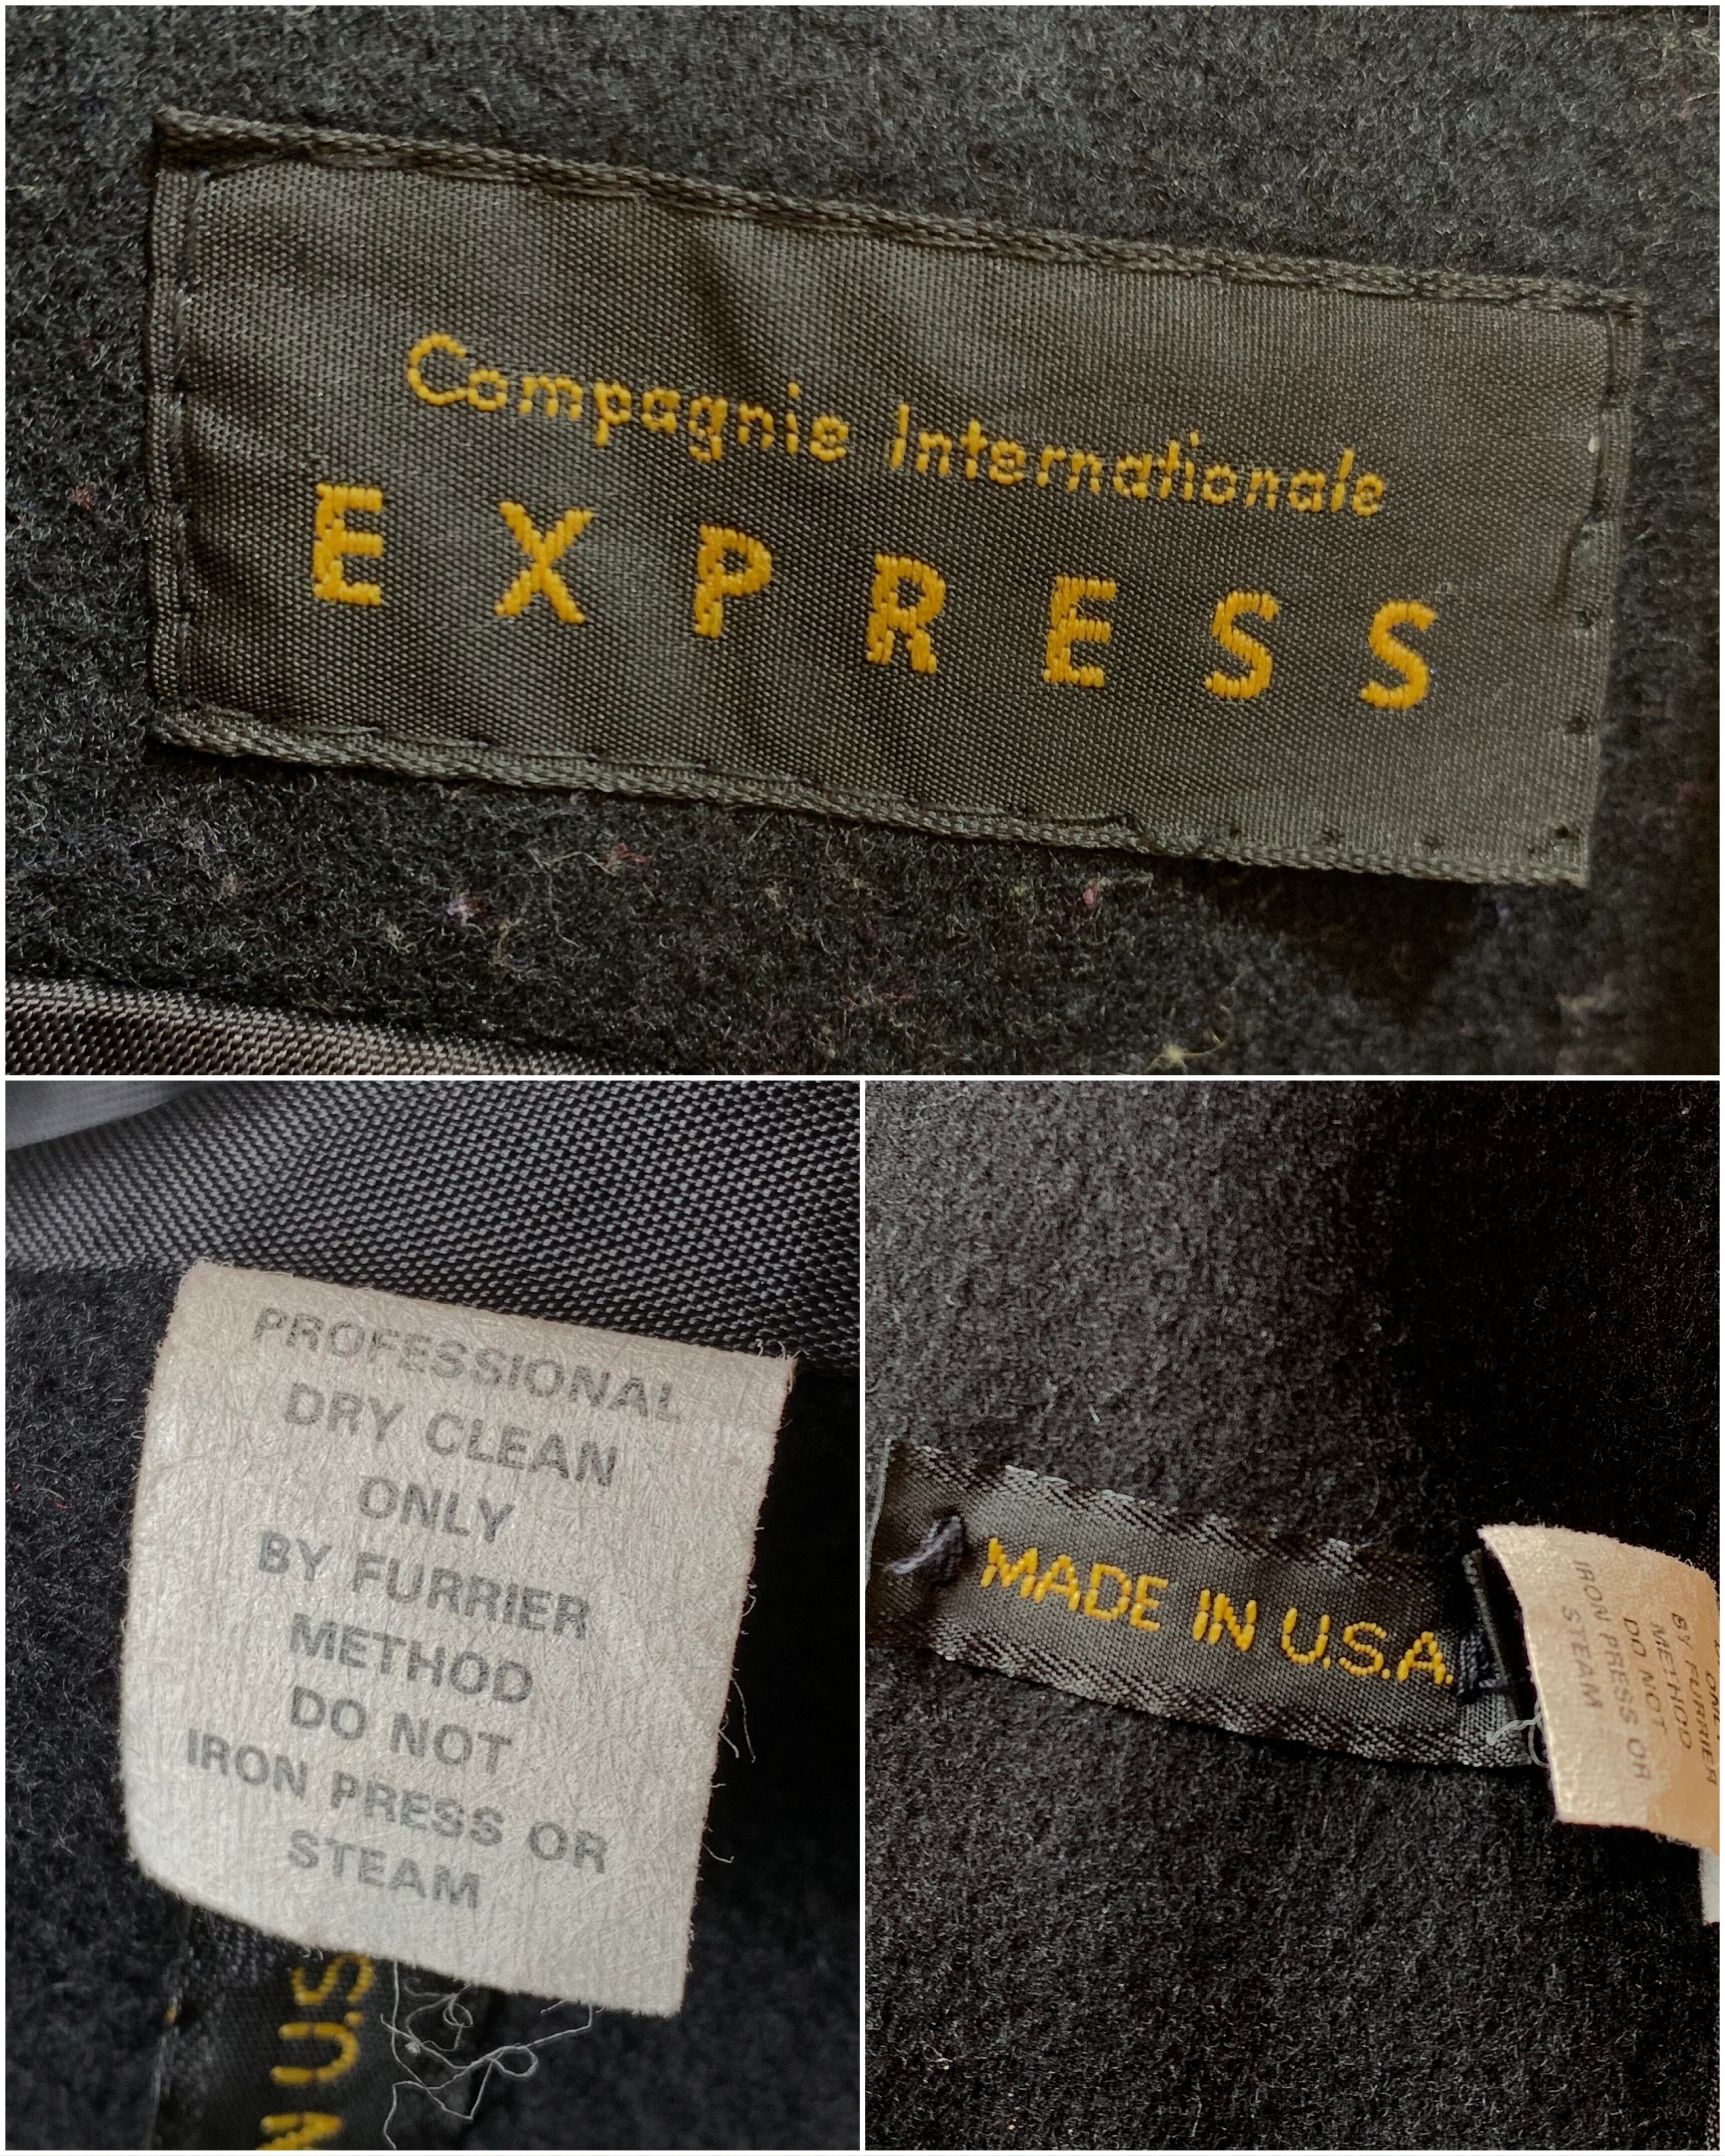 Compagnie Internationale
EXPRESS
PROFESSIONAL
DRY CLEAN
ONLY
BY FURRIER
METHOD
DO NOT
IRON PRESS OR
STEAM
N U.S
MADE IN U.S.A.
ONLY
BY FURRIER
METHOD
DO NOT
IRON PRESS OR
STEAM